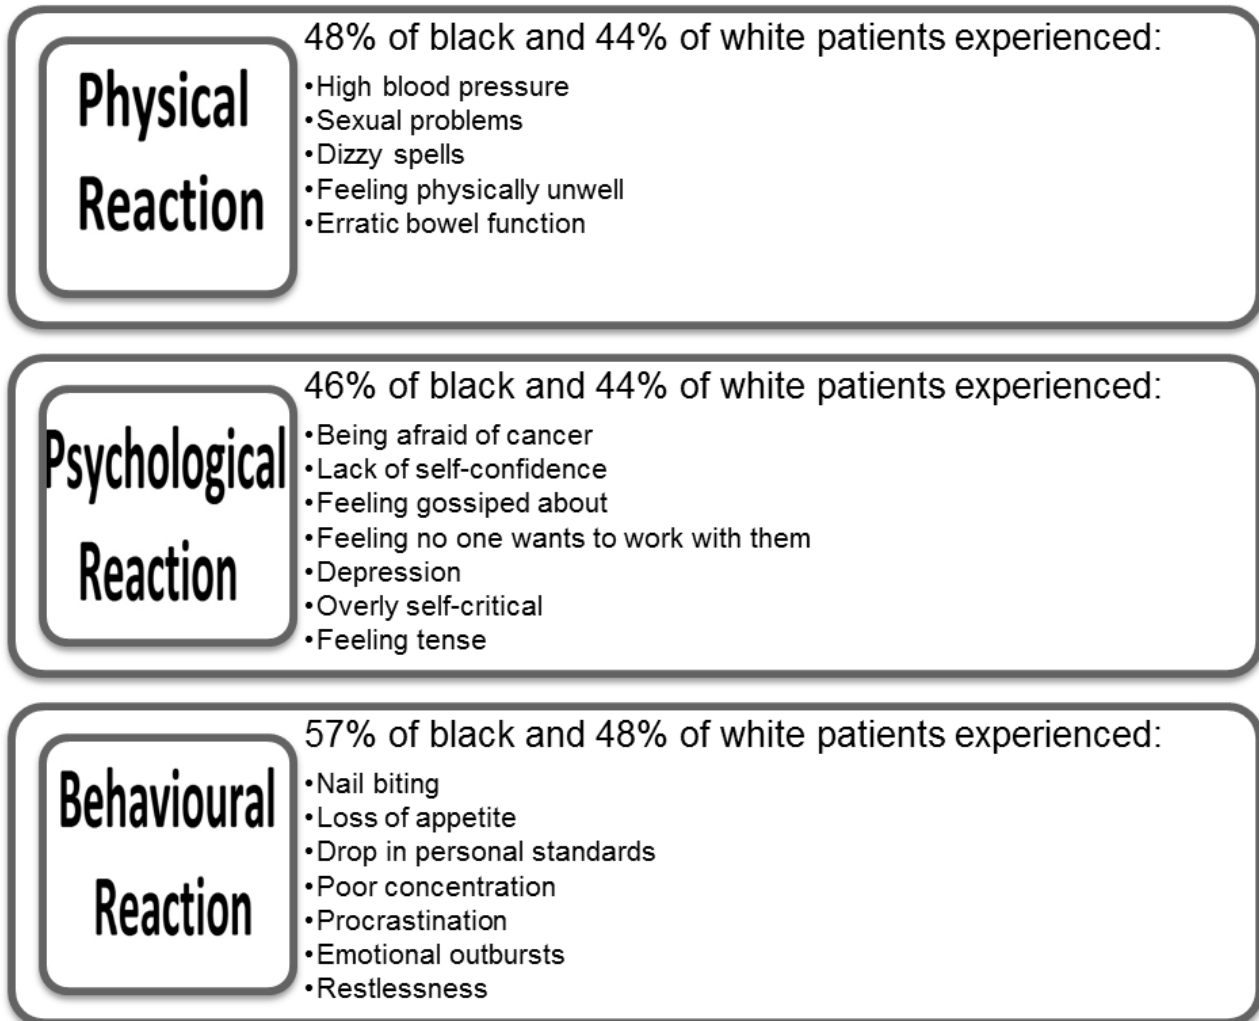 Physical
Reaction
48% of black and 44% of white patients experienced:
•High blood pressure
•Sexual problems
•Dizzy spells
•Feeling physically unwell
•Erratic bowel function
Psychological
Reaction
46% of black and 44% of white patients experienced:
•Being afraid of cancer
•Lack of self-confidence
•Feeling gossiped about
•Feeling no one wants to work with them
•Depression
•Overly self-critical
•Feeling tense
Behavioural
Reaction
57% of black and 48% of white patients experienced:
•Nail biting
•Loss of appetite
•Drop in personal standards
•Poor concentration
•Procrastination
•Emotional outbursts
•Restlessness